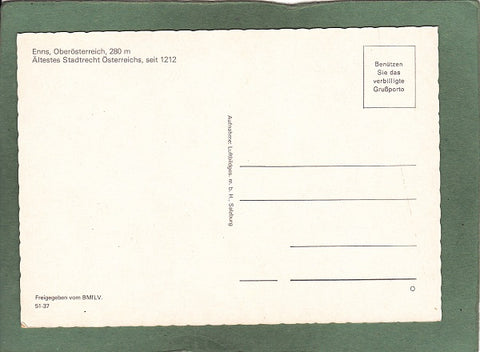 Enns, Oberösterreich, 280 m
Ältestes Stadtrecht Österreichs, seit 1212
Benützen
Sie das
verbilligte
Grußporto
Aufnahme: Luftbildges. m. b. H., Salzburg
Freigegeben vom BMfLV.
51-37